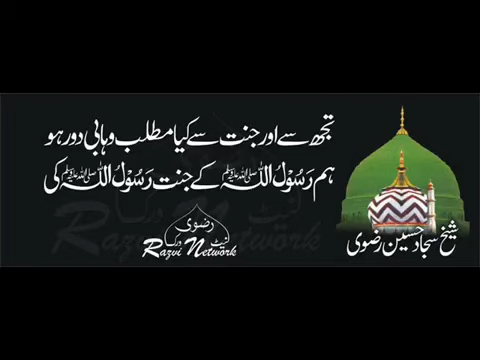 تجھ سے اور جنت سے کیا مطلب وہابی دور ہو
ہم رسول اللہ ﷺ کے جنت رسول اللہ ﷺ کی
شیخ سجاد حسین رضوی
رضوی
نیٹ ورک
Razvi Network